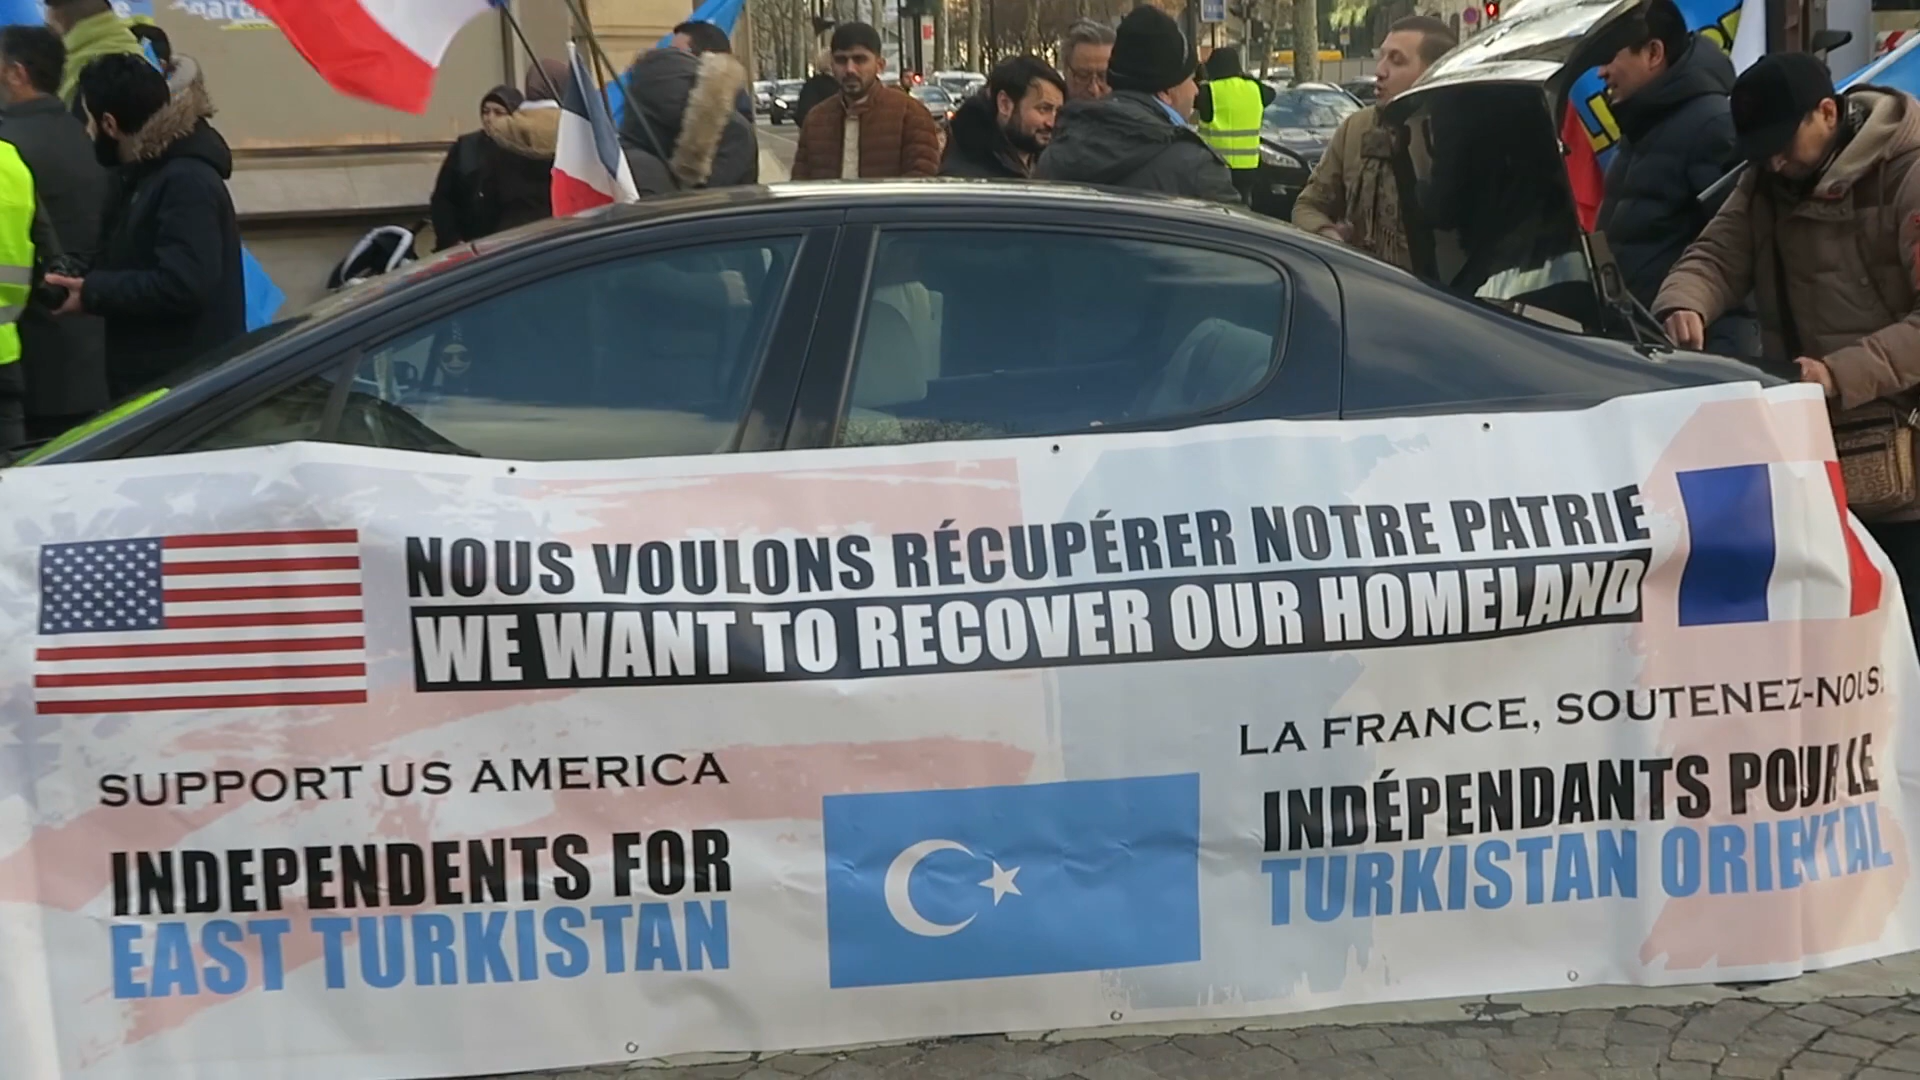 NOUS VOULONS RÉCUPÉRER NOTRE PATRIE
WE WANT TO RECOVER OUR HOMELAND
SUPPORT US AMERICA
INDEPENDENTS FOR
EAST TURKISTAN
LA FRANCE, SOUTENEZ-NOUS!
INDÉPENDANTS POUR LE
TURKISTAN ORIENTAL